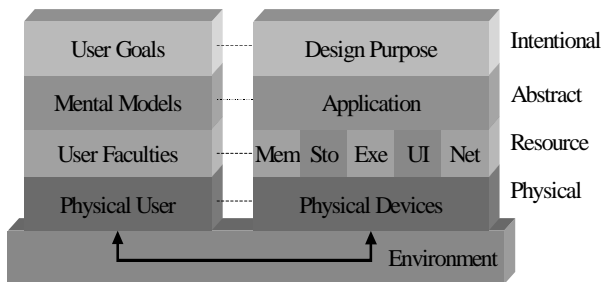 User Goals Design Purpose Intentional
Mental Models Application Abstract
User Faculties Mem Sto Exe UI Net Resource
Physical User Physical Devices Physical
Environment